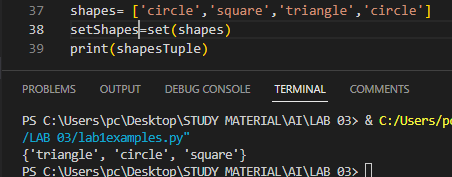 37 shapes= ['circle','square','triangle','circle']
38 setShapes=set(shapes)
39 print(shapesTuple)
PROBLEMS OUTPUT DEBUG CONSOLE TERMINAL PORTS
PS C:\Users\pc\Desktop\STUDY MATERIAL\AI\LAB 03> & C:/Users/pc
/LAB 03/lab1examples.py"
{'triangle', 'circle', 'square'}
PS C:\Users\pc\Desktop\STUDY MATERIAL\AI\LAB 03>